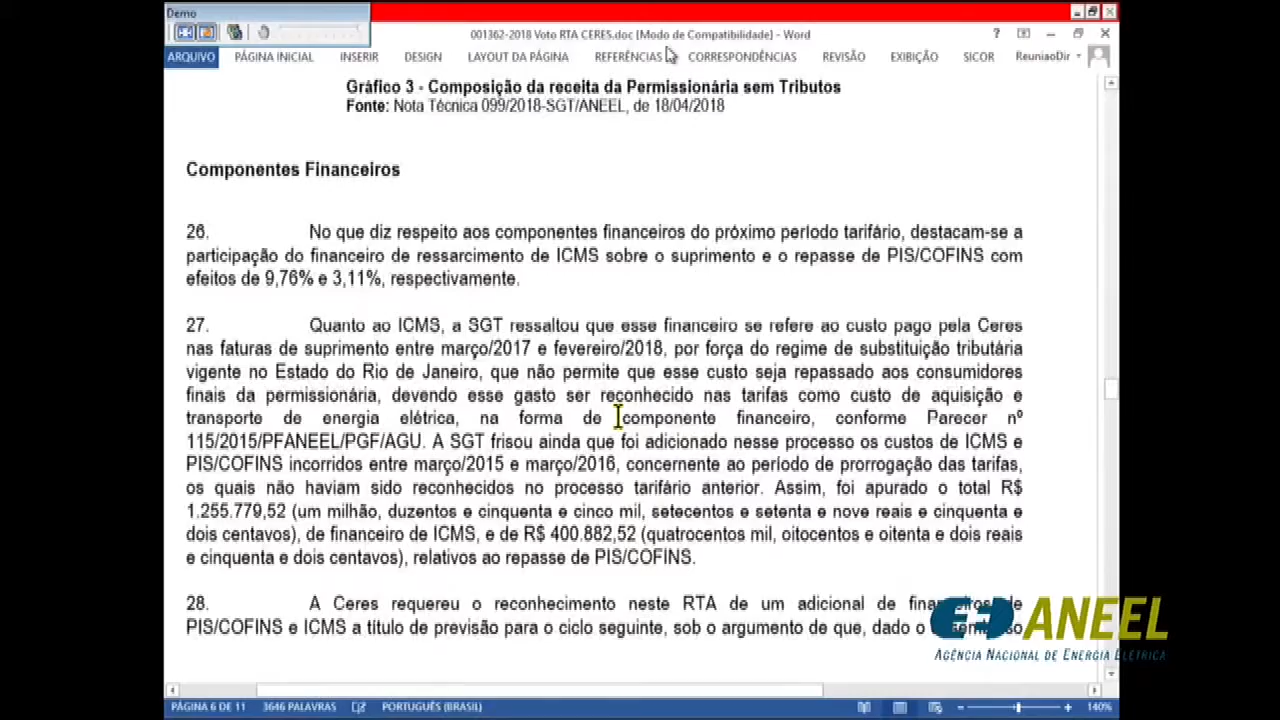 Demo
001362-2018 Voto RTA CERES.doc [Modo de Compatibilidade] - Word
ARQUIVO PÁGINA INICIAL INSERIR DESIGN LAYOUT DA PÁGINA REFERÊNCIAS CORRESPONDÊNCIAS REVISÃO EXIBIÇÃO SICOR ReuniaoDir
Gráfico 3 - Composição da receita da Permissionária sem Tributos
Fonte: Nota Técnica 099/2018-SGT/ANEEL, de 18/04/2018
Componentes Financeiros
26. No que diz respeito aos componentes financeiros do próximo período tarifário, destacam-se a
participação do financeiro de ressarcimento de ICMS sobre o suprimento e o repasse de PIS/COFINS com
efeitos de 9,76% e 3,11%, respectivamente.
27. Quanto ao ICMS, a SGT ressaltou que esse financeiro se refere ao custo pago pela Ceres
nas faturas de suprimento entre março/2017 e fevereiro/2018, por força do regime de substituição tributária
vigente no Estado do Rio de Janeiro, que não permite que esse custo seja repassado aos consumidores
finais da permissionária, devendo esse gasto ser reconhecido nas tarifas como custo de aquisição e
transporte de energia elétrica, na forma de componente financeiro, conforme Parecer nº
115/2015/PFANEEL/PGF/AGU. A SGT frisou ainda que foi adicionado nesse processo os custos de ICMS e
PIS/COFINS incorridos entre março/2015 e março/2016, concernente ao período de prorrogação das tarifas,
os quais não haviam sido reconhecidos no processo tarifário anterior. Assim, foi apurado o total R$
1.255.779,52 (um milhão, duzentos e cinquenta e cinco mil, setecentos e setenta e nove reais e cinquenta e
dois centavos), de financeiro de ICMS, e de R$ 400.882,52 (quatrocentos mil, oitocentos e oitenta e dois reais
e cinquenta e dois centavos), relativos ao repasse de PIS/COFINS.
28. A Ceres requereu o reconhecimento neste RTA de um adicional de de
PIS/COFINS e ICMS a título de previsão para o ciclo seguinte, sob o argumento de que, dado o
ANEEL
AGÊNCIA NACIONAL DE ENERGIA ELÉTRICA
PÁGINA 6 DE 11 3646 PALAVRAS PORTUGUÊS (BRASIL) 140%